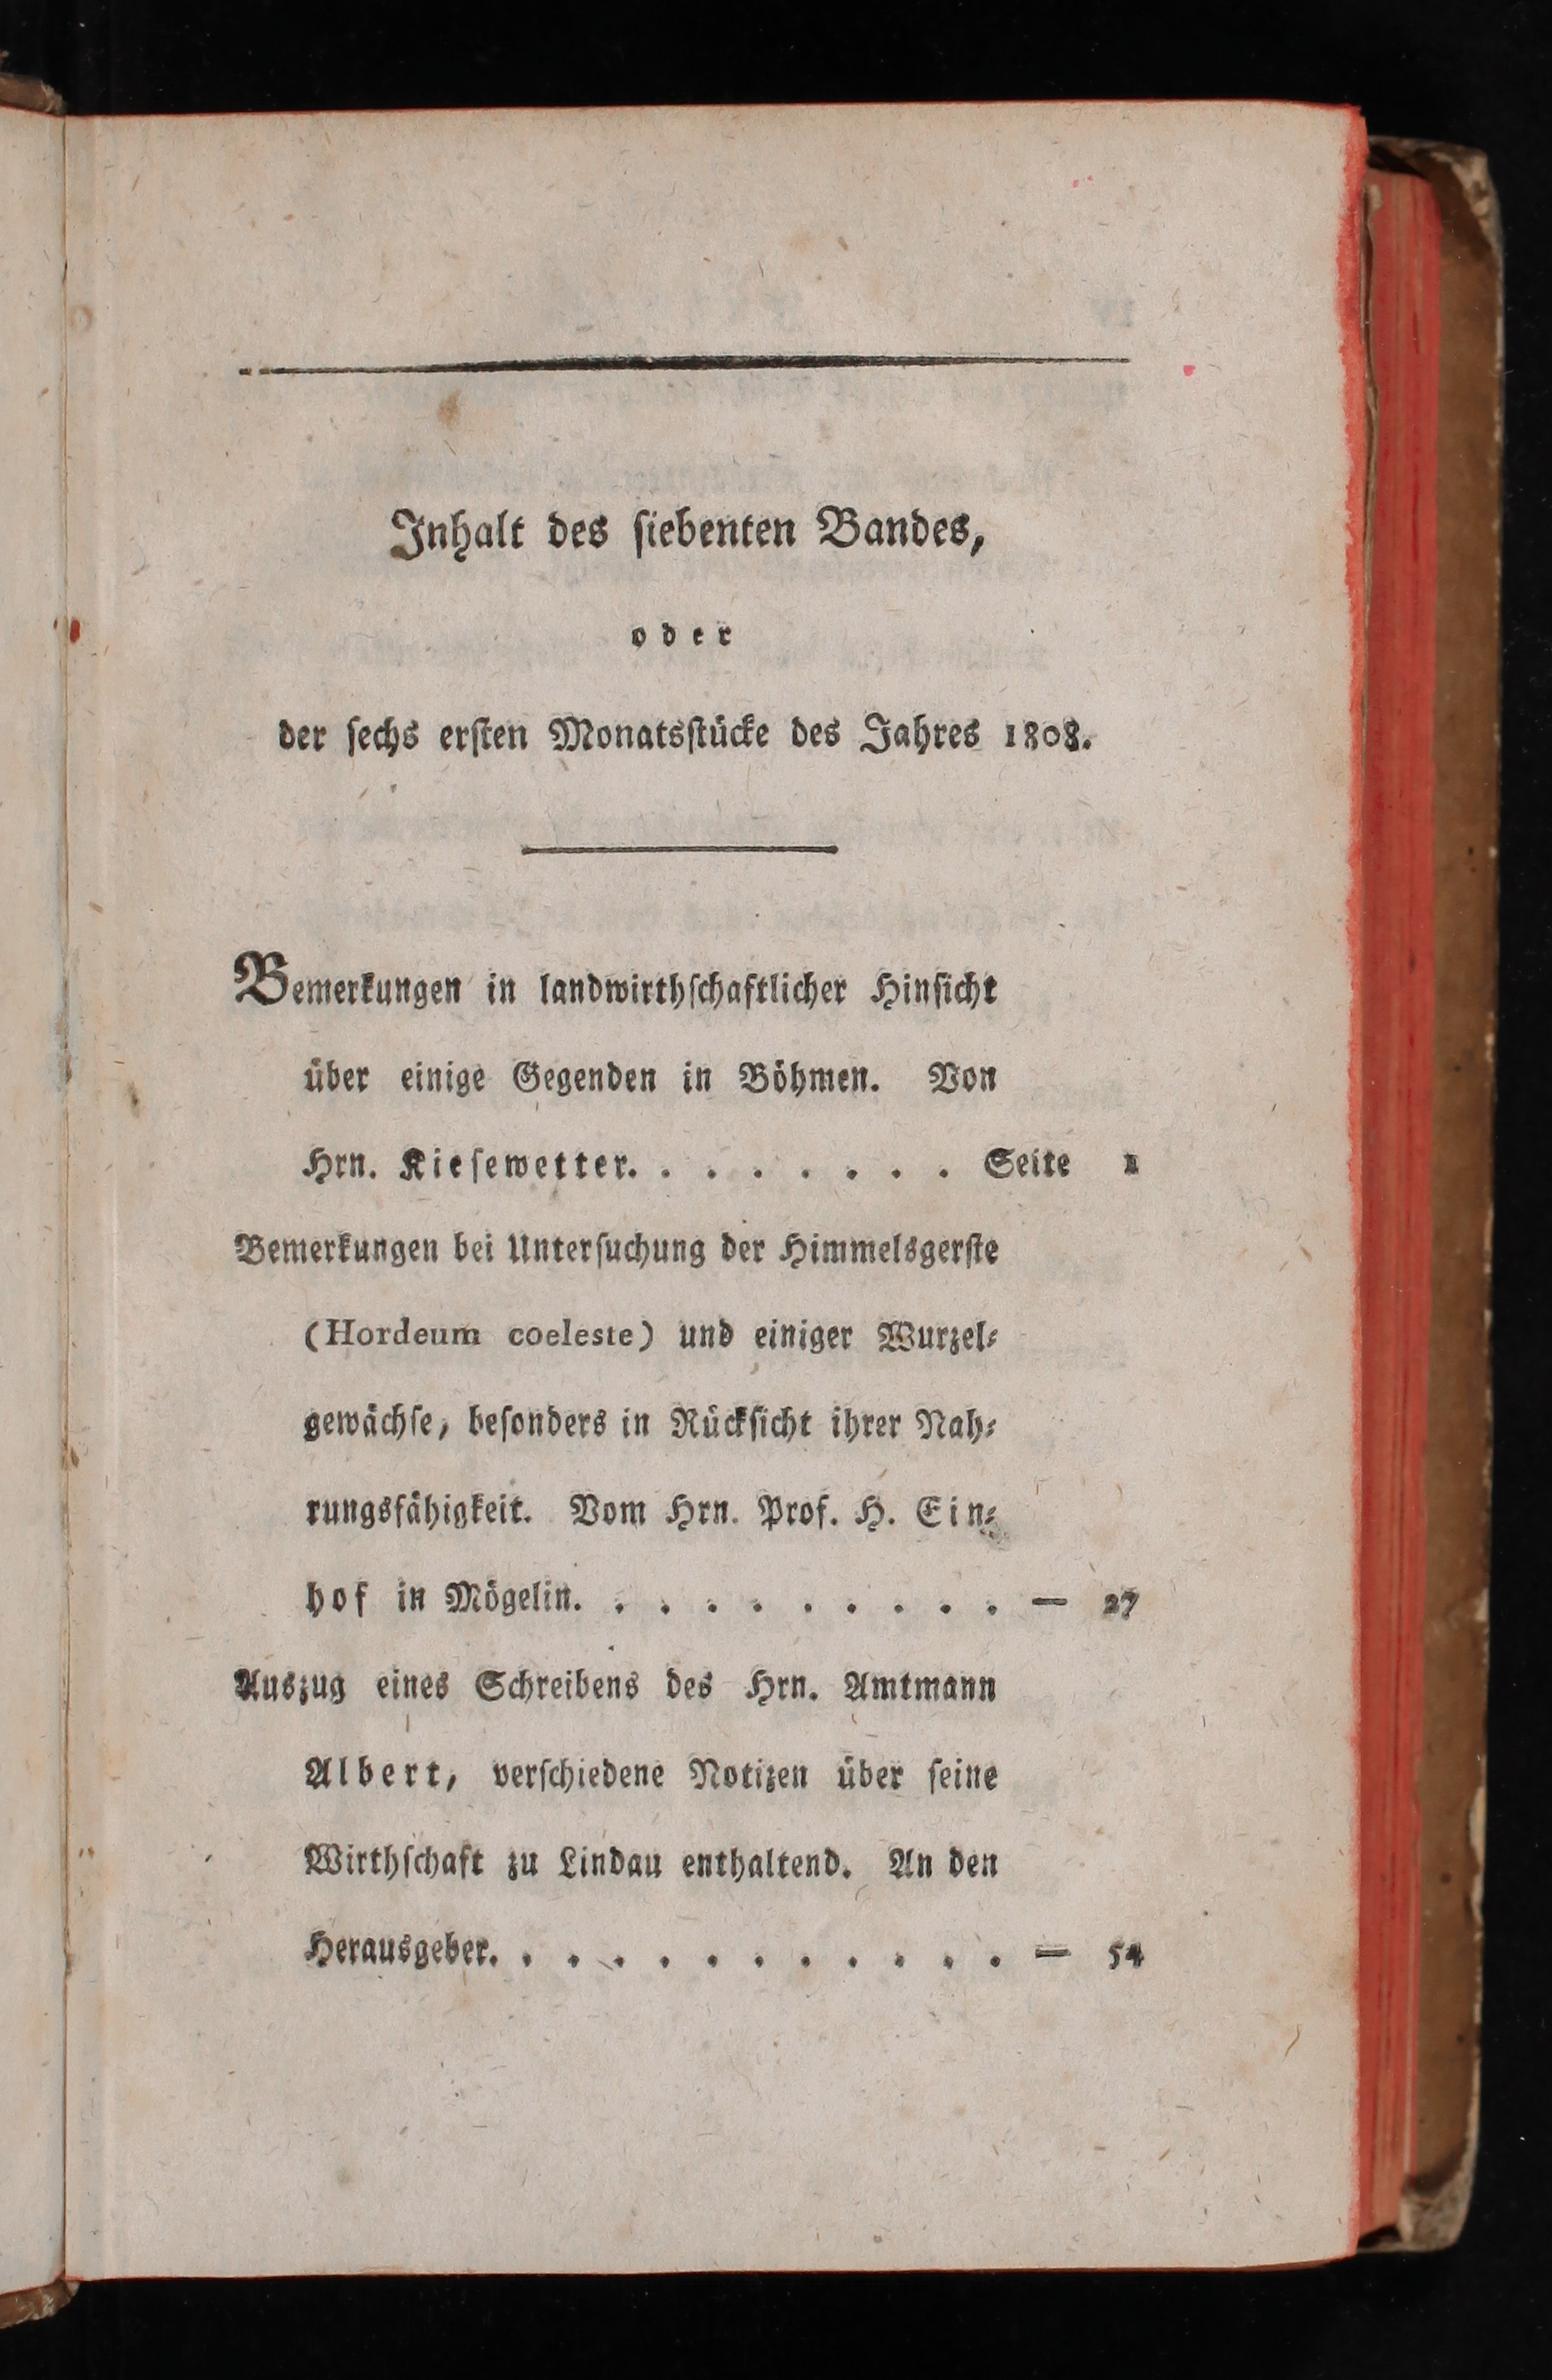 Inhalt des ſiebenten Bandes,
oder
der ſechs erſten Monatsſtücke des Jahres 1808.
Bemerkungen in landwirthſchaftlicher Hinſicht
über einige Gegenden in Böhmen. Von
Hrn. Kieſewetter. . . . . . . . Seite 1
Bemerkungen bei Unterſuchung der Himmelsgerſte
(Hordeum coeleste) und einiger Wurzel⸗
gewächſe, beſonders in Rückſicht ihrer Nah⸗
rungsfähigkeit. Vom Hrn. Prof. H. Ein⸗
hof in Mögelin. . . . . . . . . . — 27
Auszug eines Schreibens des Hrn. Amtmann
Albert, verſchiedene Notizen über ſeine
Wirthſchaft zu Lindau enthaltend. An den
Herausgeber. . . . . . . . . . . . — 54